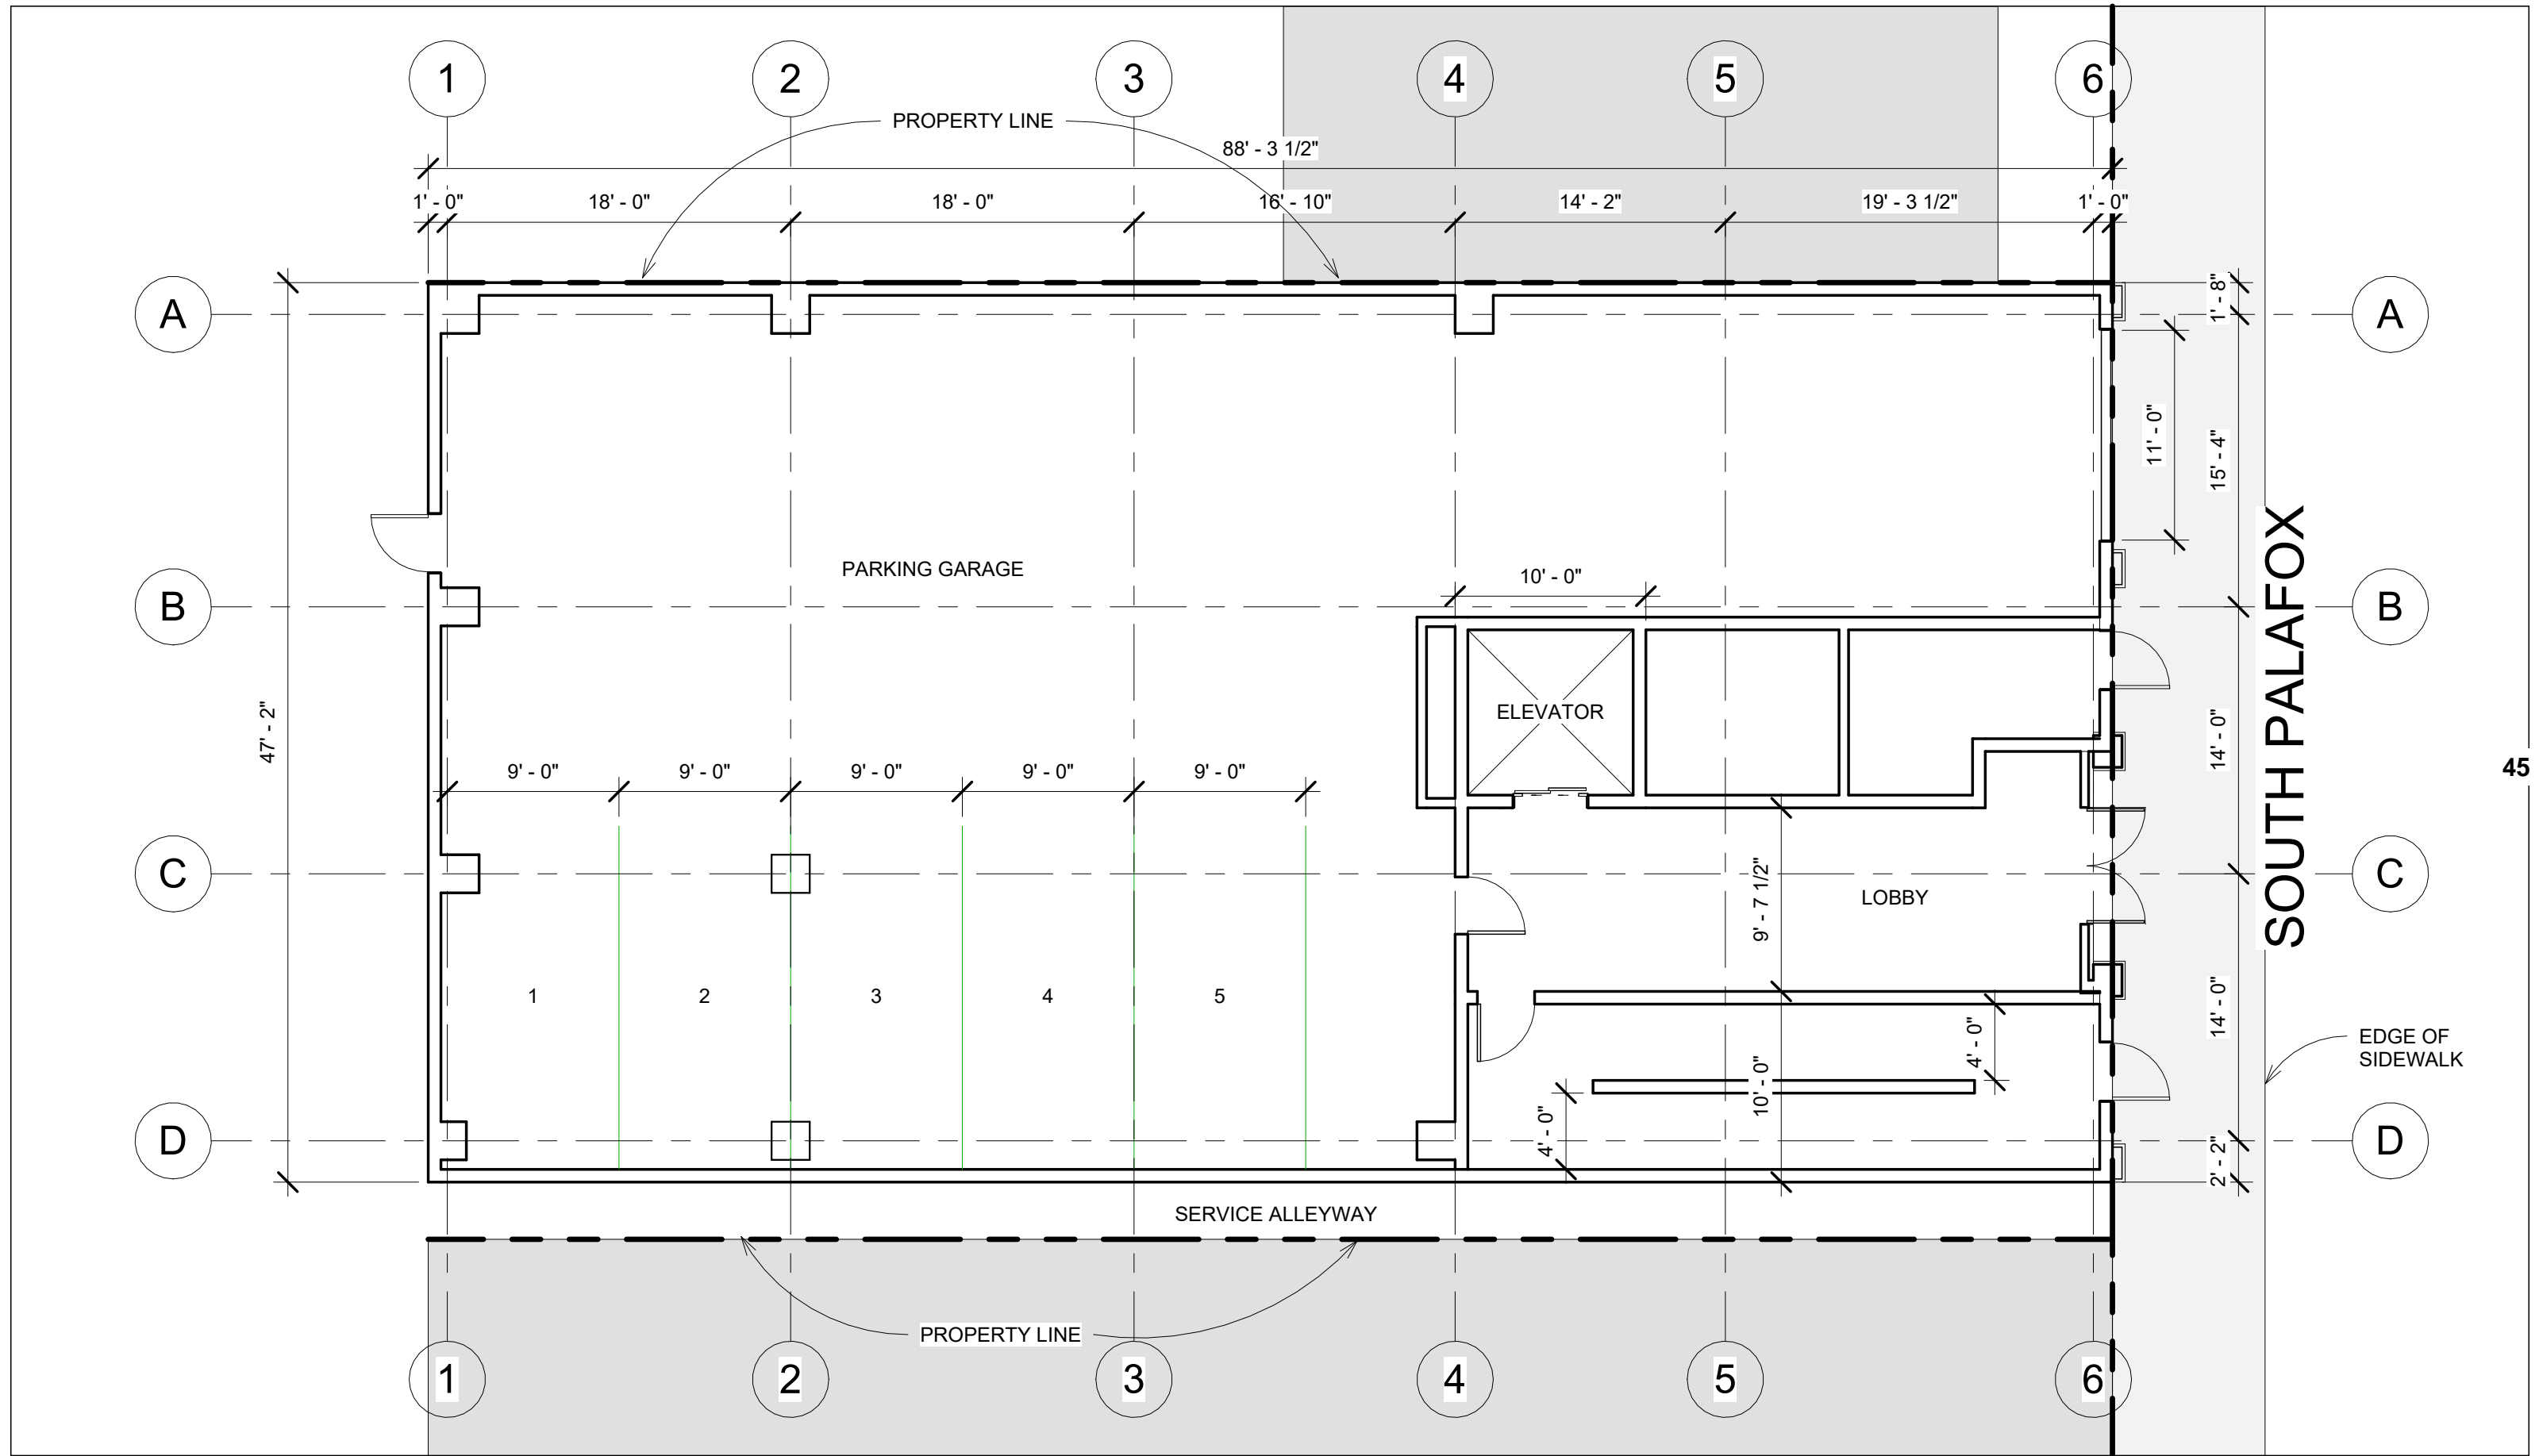 1 2 3 4 5 6
PROPERTY LINE
88' - 3 1/2"
1' - 0" 18' - 0" 18' - 0" 16' - 10" 14' - 2" 19' - 3 1/2" 1' - 0"
1' - 8"
A A
11' - 0"
15' - 4"
PARKING GARAGE
10' - 0"
B B
SOUTH PALAFOX
47' - 2"
ELEVATOR
14' - 0"
9' - 0" 9' - 0" 9' - 0" 9' - 0" 9' - 0"
45
C C
9' - 7 1/2"
LOBBY
1 2 3 4 5
14' - 0"
4' - 0"
EDGE OF
SIDEWALK
10' - 0"
4' - 0"
D D
2' - 2"
SERVICE ALLEYWAY
PROPERTY LINE
1 2 3 4 5 6